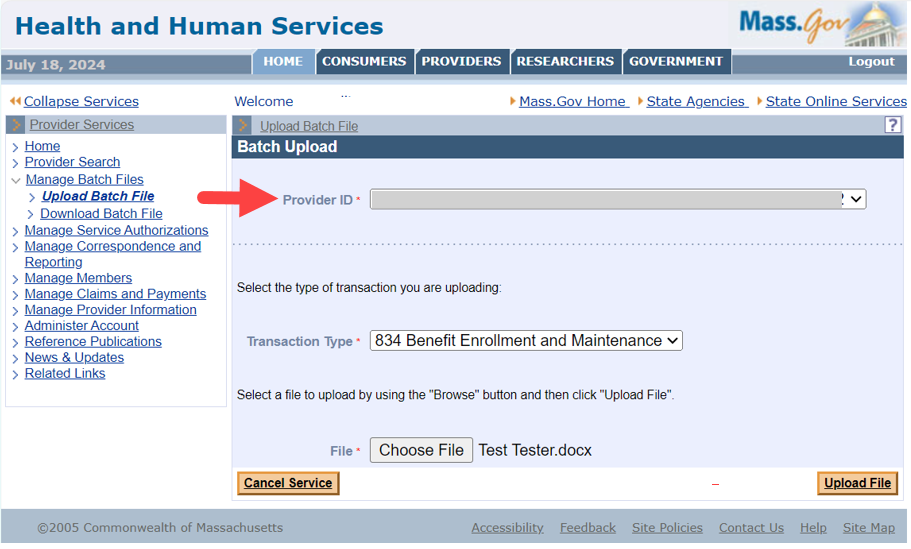 Health and Human Services
Mass.Gov
July 18, 2024
HOME CONSUMERS PROVIDERS RESEARCHERS GOVERNMENT
Logout
Collapse Services
Welcome
Mass.Gov Home State Agencies State Online Services
Provider Services
Home
Provider Search
Manage Batch Files
Upload Batch File
Download Batch File
Manage Service Authorizations
Manage Correspondence and
Reporting
Manage Members
Manage Claims and Payments
Manage Provider Information
Administer Account
Reference Publications
News & Updates
Related Links
Upload Batch File
?
Batch Upload
Provider ID *
Select the type of transaction you are uploading:
Transaction Type * 834 Benefit Enrollment and Maintenance
Select a file to upload by using the "Browse" button and then click "Upload File".
File * Choose File Test Tester.docx
Cancel Service
Upload File
©2005 Commonwealth of Massachusetts
Accessibility Feedback Site Policies Contact Us Help Site Map